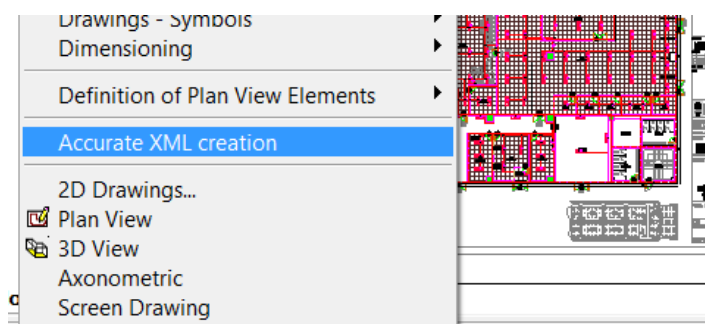 Drawings - Symbols
Dimensioning
Definition of Plan View Elements
Accurate XML creation
2D Drawings...
Plan View
3D View
Axonometric
Screen Drawing